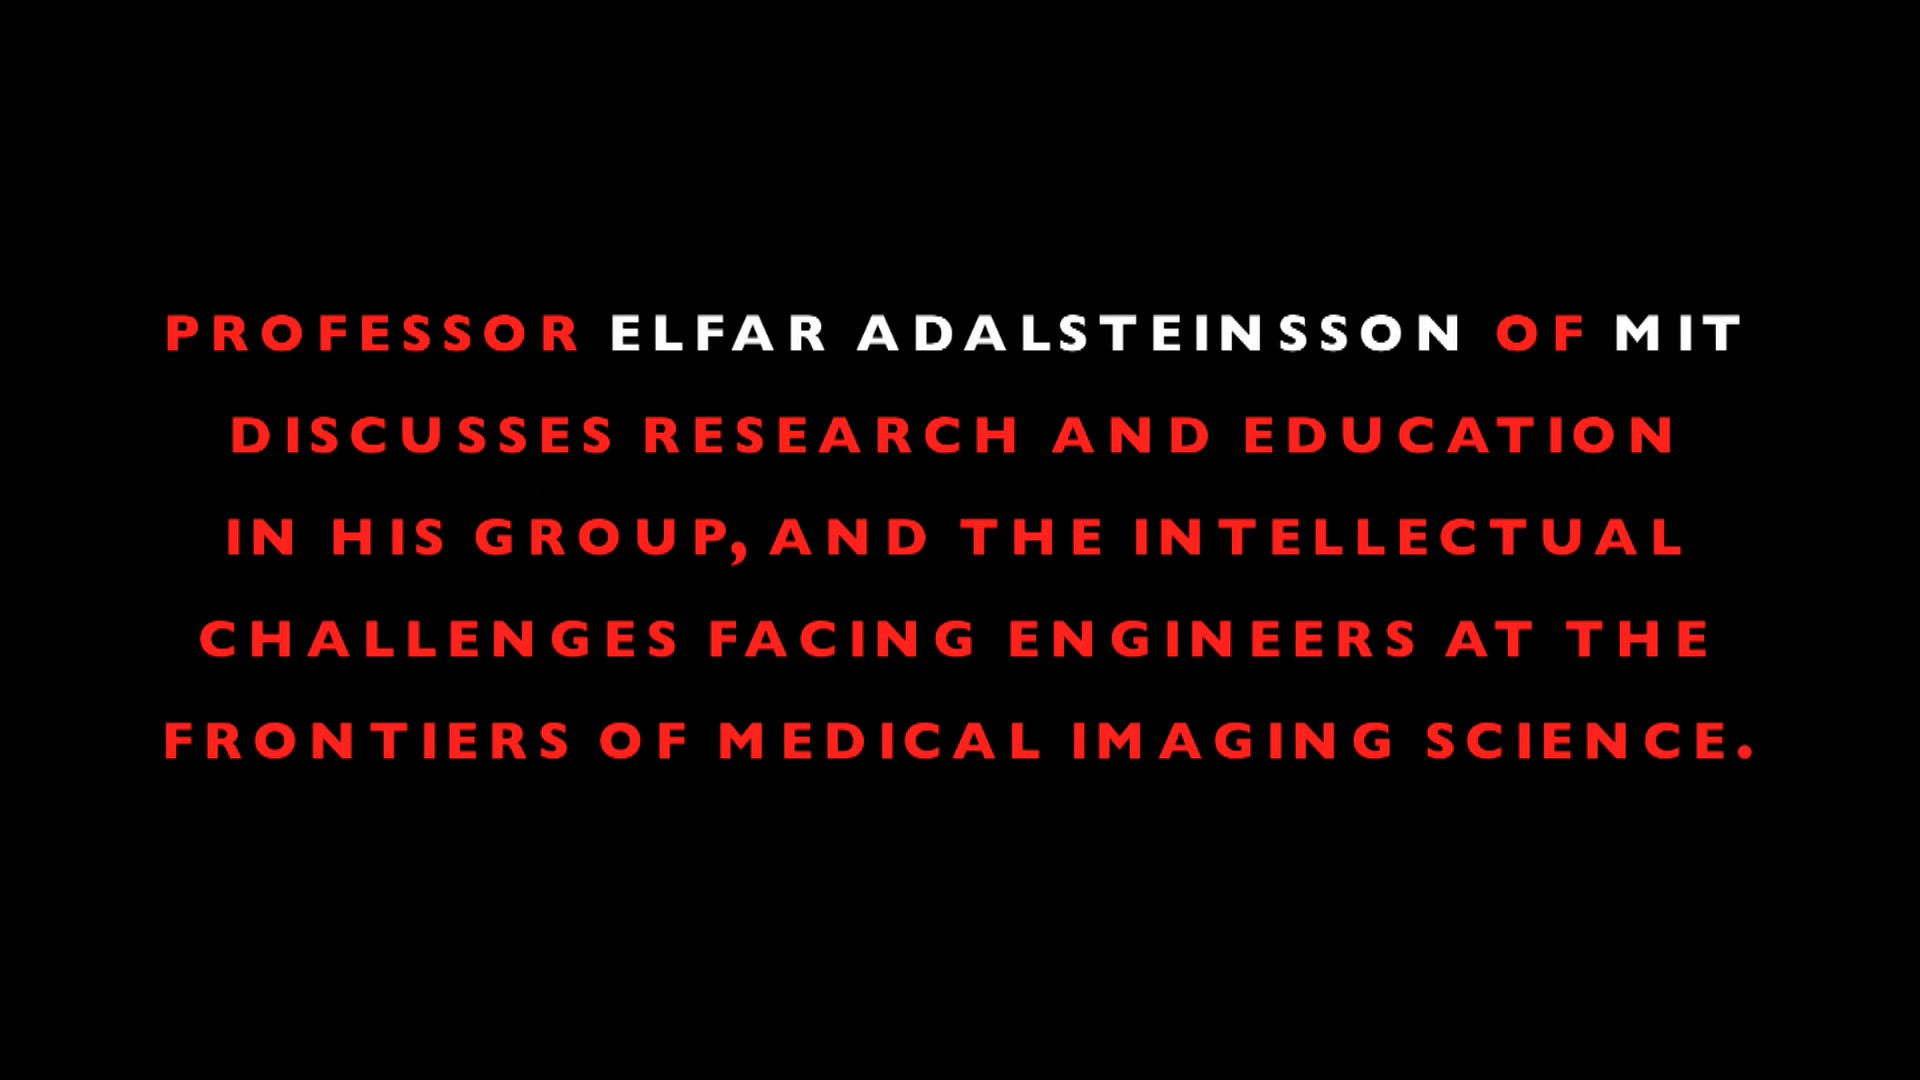 PROFESSOR ELFAR ADALSTEINSSON OF MIT
DISCUSSES RESEARCH AND EDUCATION
IN HIS GROUP, AND THE INTELLECTUAL
CHALLENGES FACING ENGINEERS AT THE
FRONTIERS OF MEDICAL IMAGING SCIENCE.